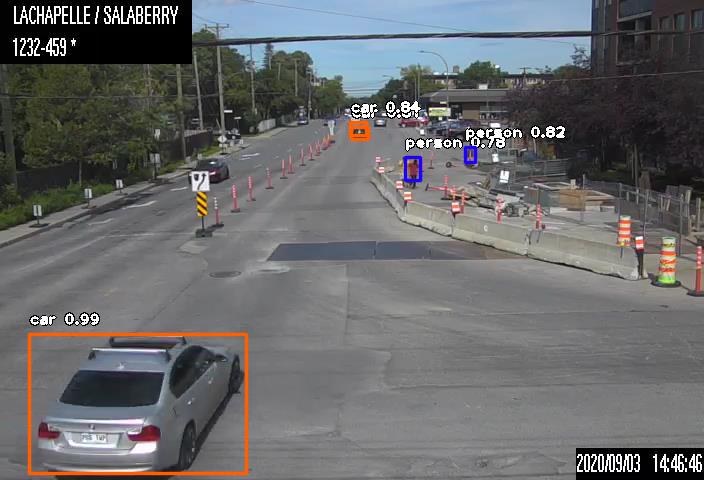 LACHAPELLE / SALABERRY
1232-459 *
car 0.84
person 0.82
person 0.78
car 0.99
2020/09/03 14:46:46